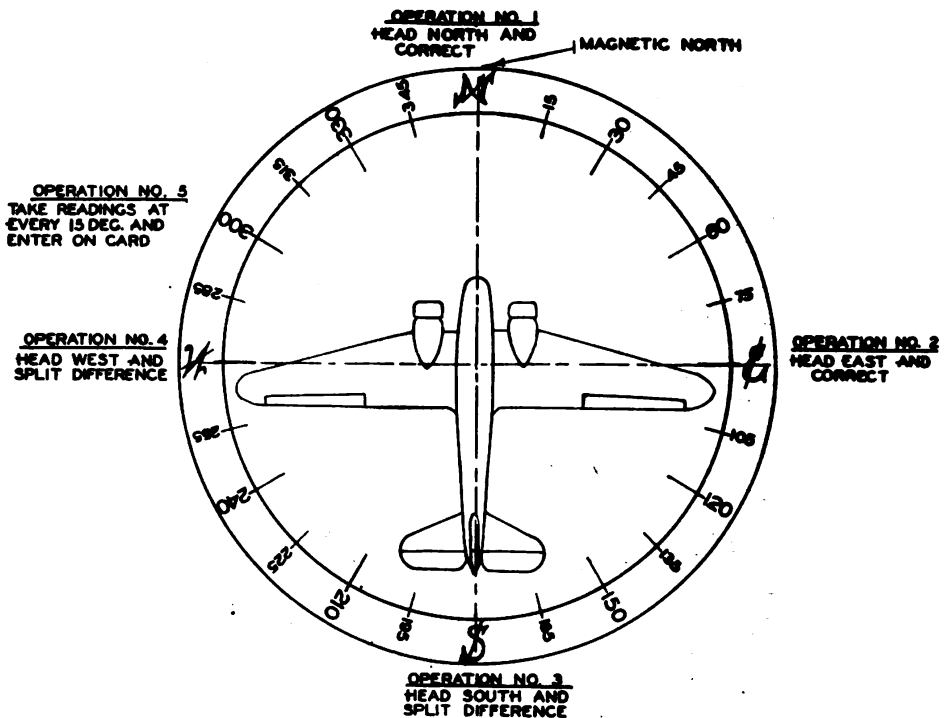 OPERATION NO. 1
HEAD NORTH AND
CORRECT
MAGNETIC NORTH
N
15
30
45
60
75
E
105
120
135
150
165
S
195
210
225
240
255
W
285
300
315
330
345
OPERATION NO. 5
TAKE READINGS AT
EVERY 15 DEG. AND
ENTER ON CARD
OPERATION NO. 4
HEAD WEST AND
SPLIT DIFFERENCE
OPERATION NO. 2
HEAD EAST AND
CORRECT
OPERATION NO. 3
HEAD SOUTH AND
SPLIT DIFFERENCE